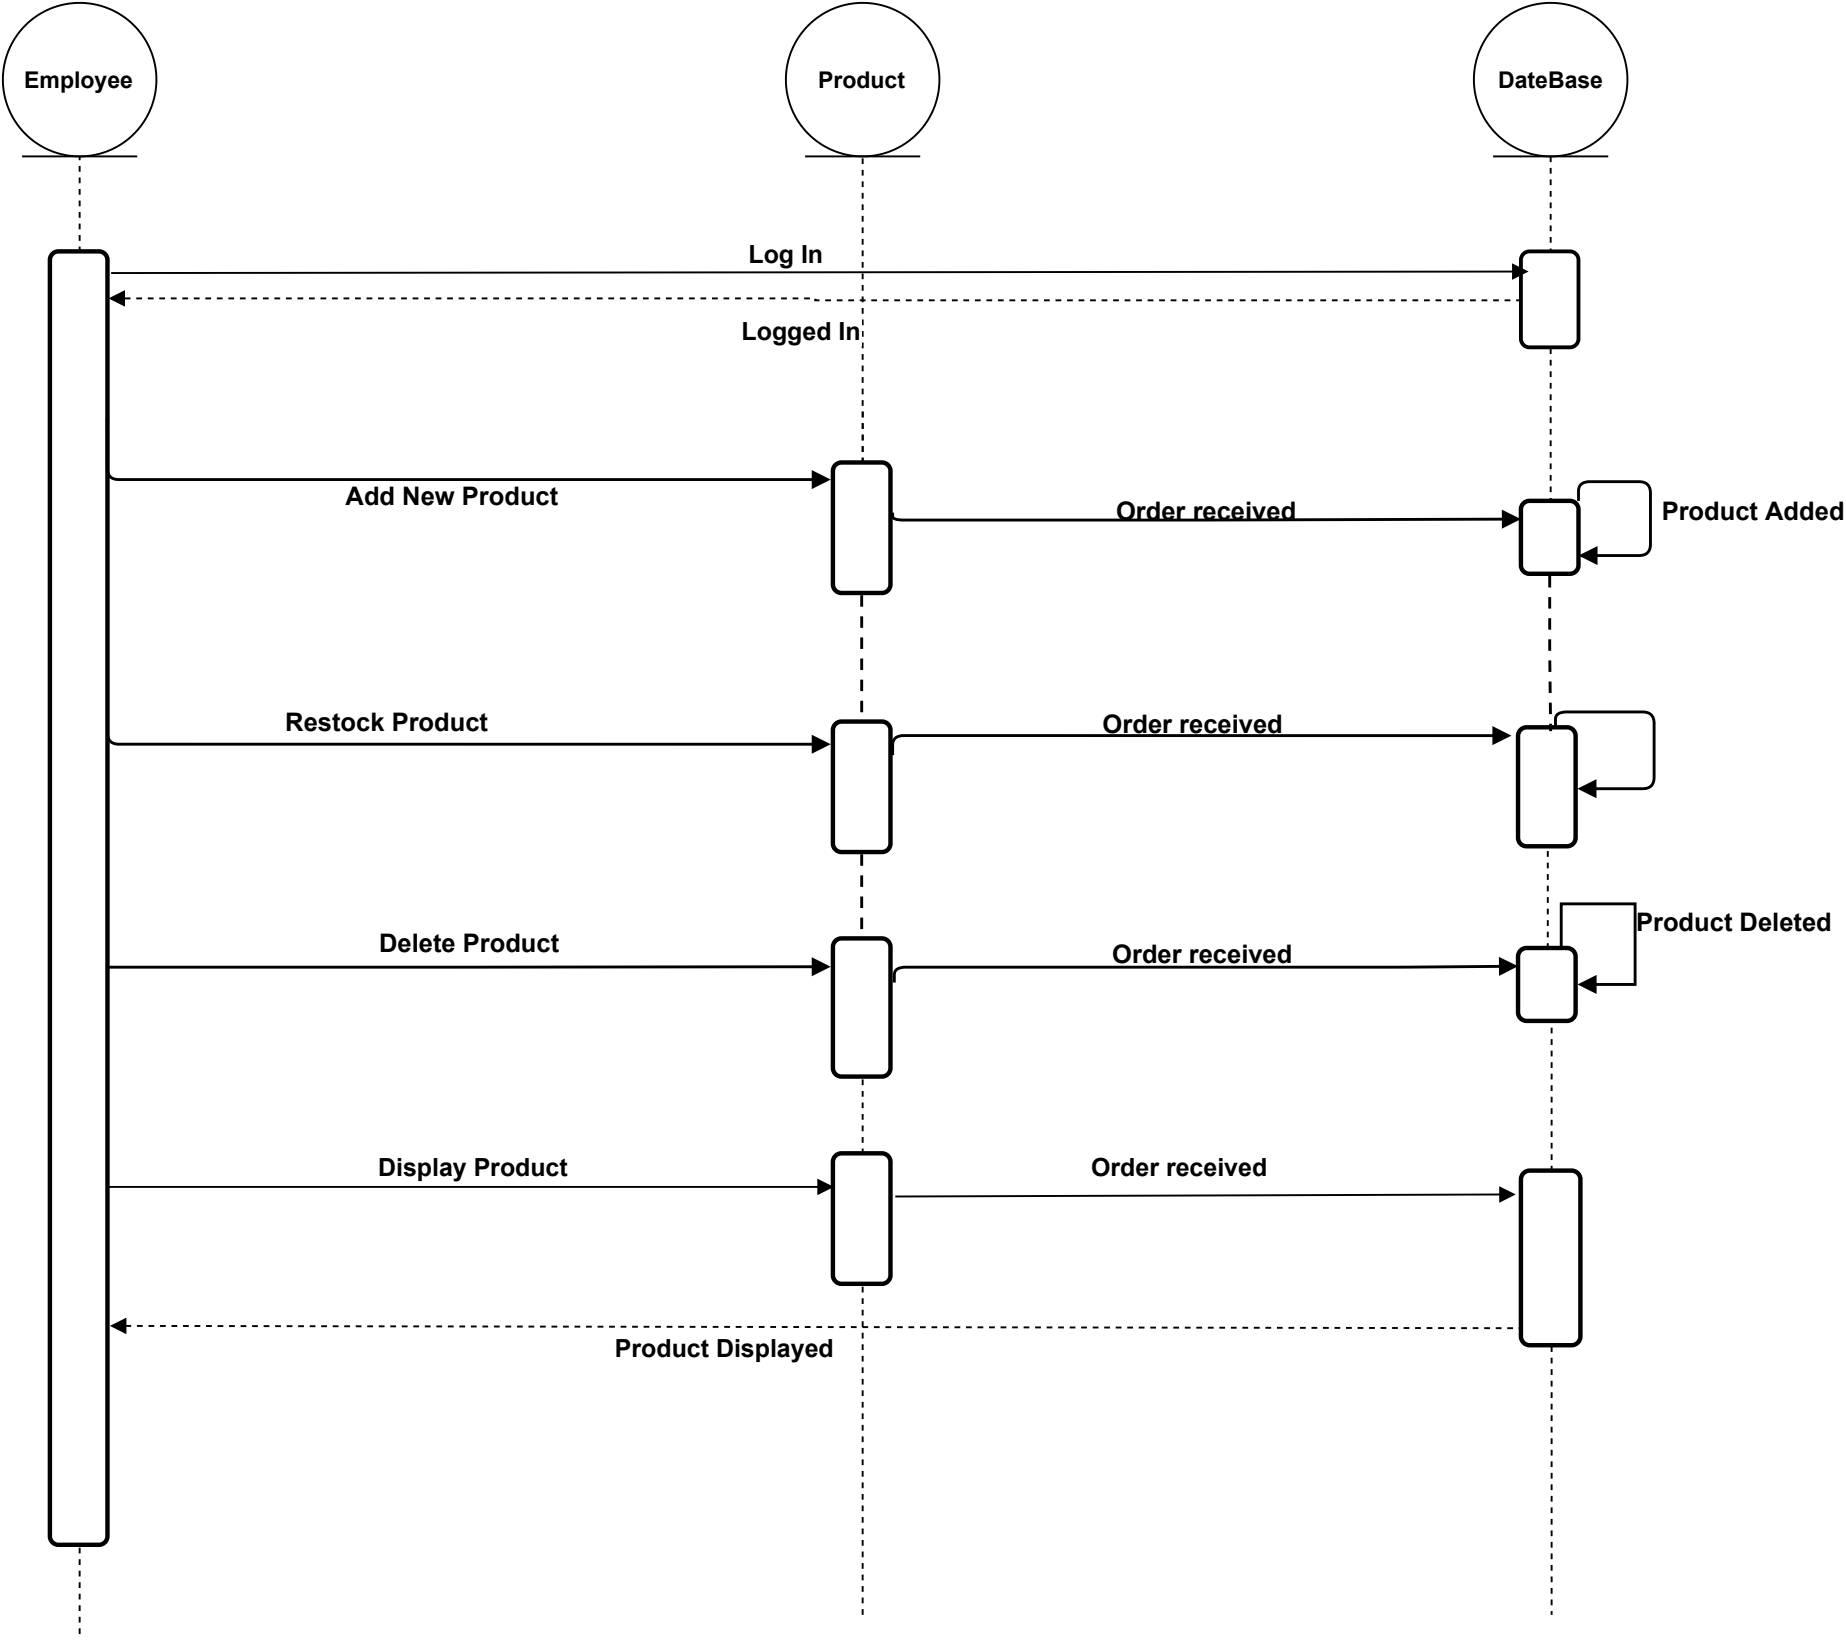 Employee
Product
DateBase
Log In
Logged In
Add New Product
Order received
Product Added
Restock Product
Order received
Product Deleted
Delete Product
Order received
Display Product
Order received
Product Displayed